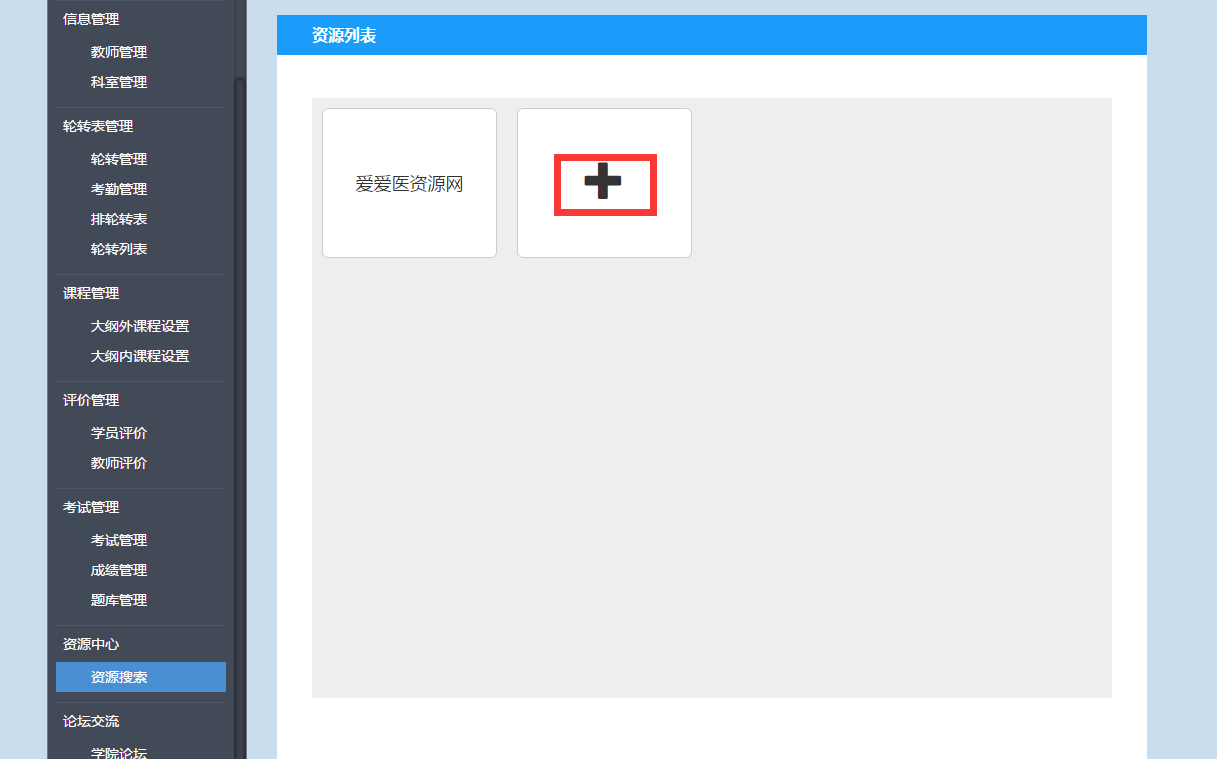 信息管理
教师管理
科室管理
轮转表管理
轮转管理
考勤管理
排轮转表
轮转列表
课程管理
大纲外课程设置
大纲内课程设置
评价管理
学员评价
教师评价
考试管理
考试管理
成绩管理
题库管理
资源中心
资源搜索
论坛交流
学院论坛
资源列表
爱爱医资源网